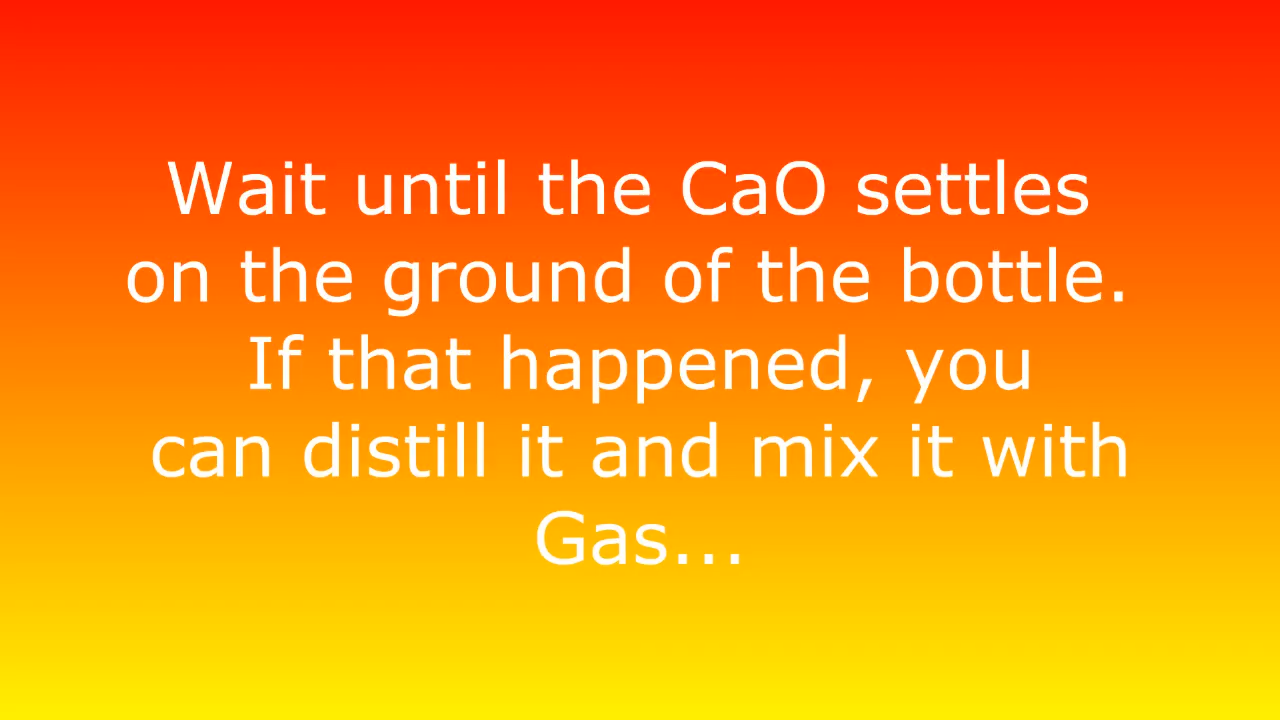 Wait until the CaO settles
on the ground of the bottle.
If that happened, you
can distill it and mix it with
Gas...